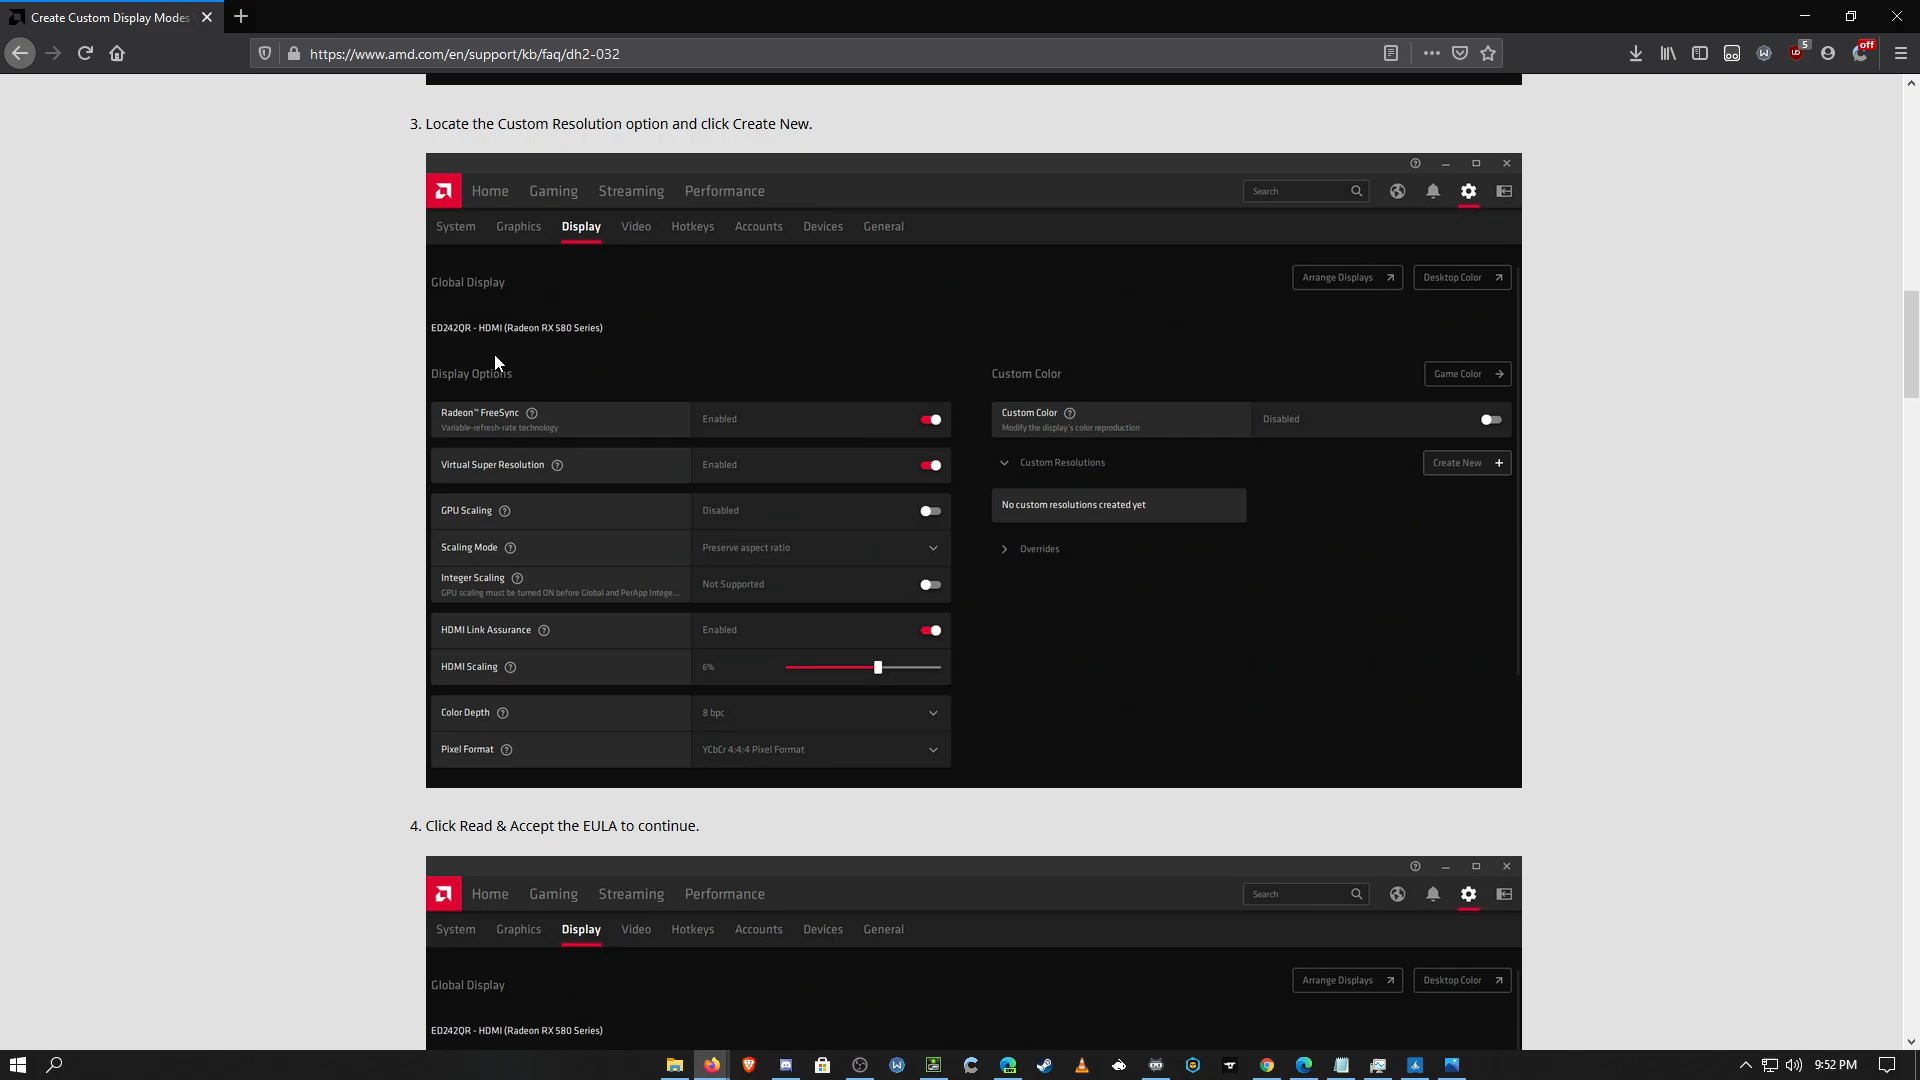 Create Custom Display Modes
https://www.amd.com/en/support/kb/faq/dh2-032
5
off
3. Locate the Custom Resolution option and click Create New.
Home Gaming Streaming Performance Search
System Graphics Display Video Hotkeys Accounts Devices General
Global Display Arrange Displays Desktop Color
ED242QR - HDMI (Radeon RX 580 Series)
Display Options Custom Color Game Color
Radeon™ FreeSync Enabled Custom Color Disabled
Variable-refresh-rate technology Modify the display's color reproduction
Virtual Super Resolution Enabled Custom Resolutions Create New +
GPU Scaling Disabled No custom resolutions created yet
Scaling Mode Preserve aspect ratio Overrides
Integer Scaling Not Supported
GPU scaling must be turned ON before Global and PerApp Intege...
HDMI Link Assurance Enabled
HDMI Scaling 6%
Color Depth 8 bpc
Pixel Format YCbCr 4:4:4 Pixel Format
4. Click Read & Accept the EULA to continue.
Home Gaming Streaming Performance Search
System Graphics Display Video Hotkeys Accounts Devices General
Global Display Arrange Displays Desktop Color
ED242QR - HDMI (Radeon RX 580 Series)
9:52 PM